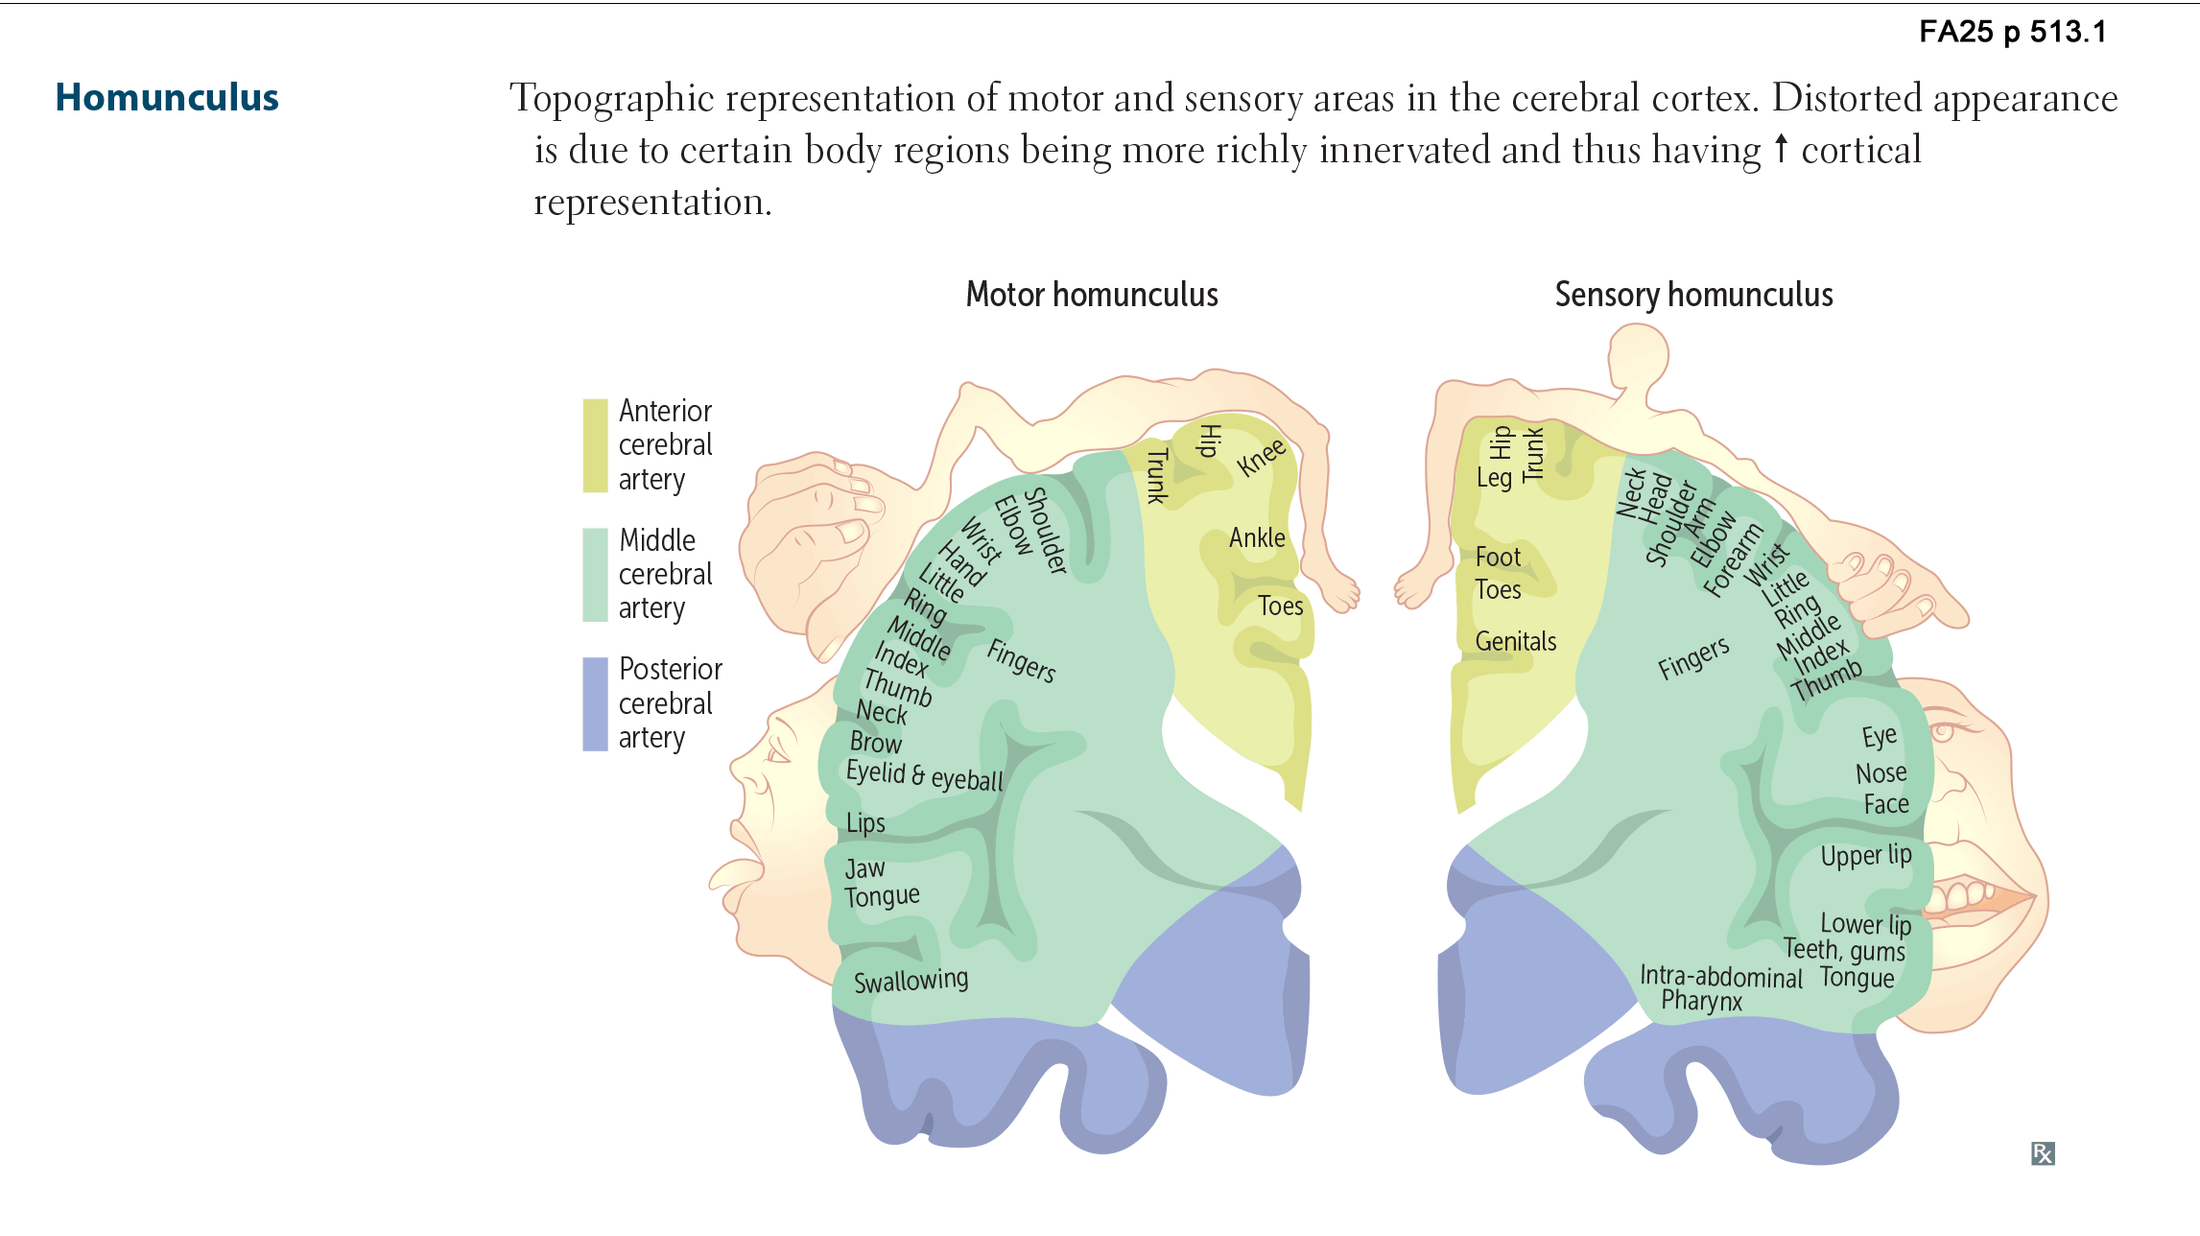 FA25 p 513.1
Homunculus
Topographic representation of motor and sensory areas in the cerebral cortex. Distorted appearance
is due to certain body regions being more richly innervated and thus having ↑ cortical
representation.
Motor homunculus
Sensory homunculus
Anterior
cerebral
artery
Middle
cerebral
artery
Posterior
cerebral
artery
Toes
Ankle
Knee
Hip
Trunk
Shoulder
Elbow
Wrist
Hand
Little
Ring
Middle
Index
Thumb
Fingers
Neck
Brow
Eyelid & eyeball
Lips
Jaw
Tongue
Swallowing
Genitals
Toes
Foot
Leg
Hip
Trunk
Neck
Head
Shoulder
Arm
Elbow
Forearm
Wrist
Little
Ring
Middle
Index
Thumb
Fingers
Eye
Nose
Face
Upper lip
Lower lip
Teeth, gums
Tongue
Intra-abdominal
Pharynx
Rx